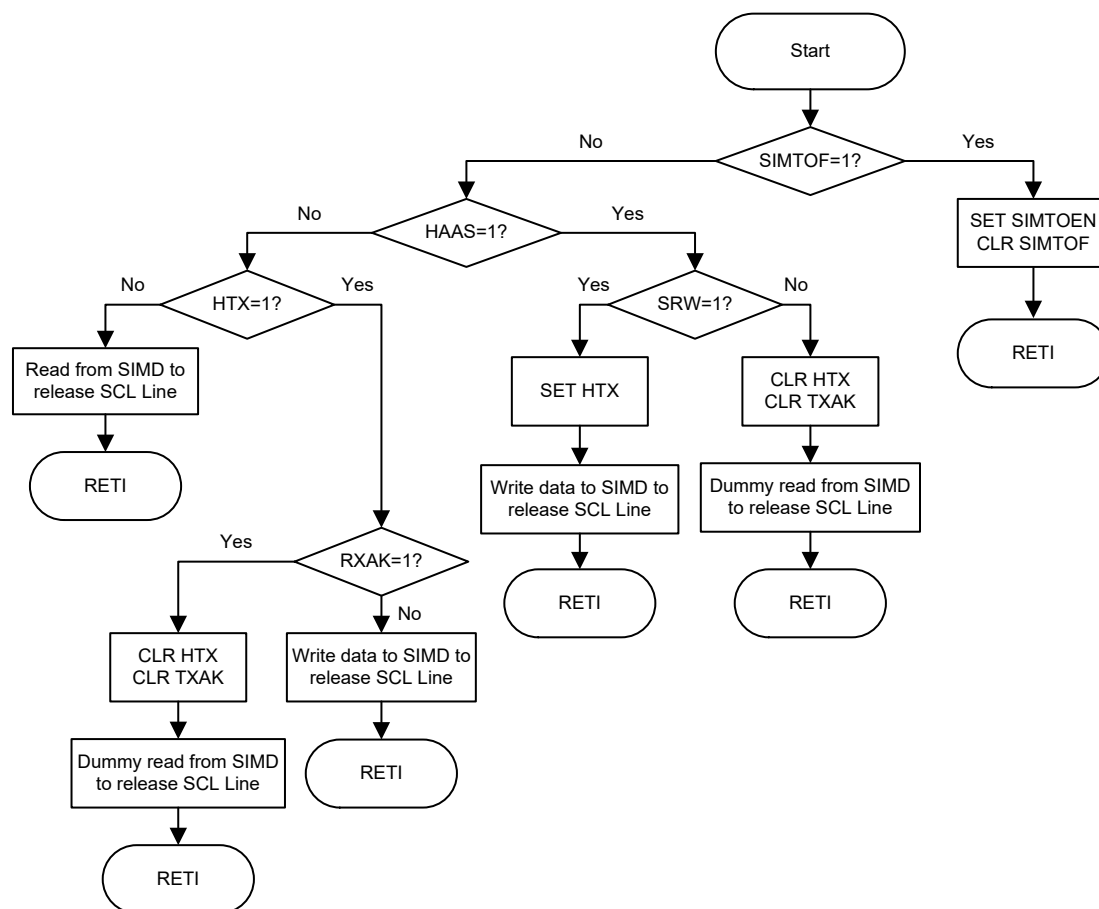 Start
No
SIMTOF=1?
Yes
No
HAAS=1?
Yes
SET SIMTOEN
CLR SIMTOF
No
HTX=1?
Yes
Yes
SRW=1?
No
RETI
Read from SIMD to
release SCL Line
SET HTX
CLR HTX
CLR TXAK
RETI
Write data to SIMD to
release SCL Line
Dummy read from SIMD
to release SCL Line
Yes
RXAK=1?
No
RETI
RETI
CLR HTX
CLR TXAK
Write data to SIMD to
release SCL Line
Dummy read from SIMD
to release SCL Line
RETI
RETI